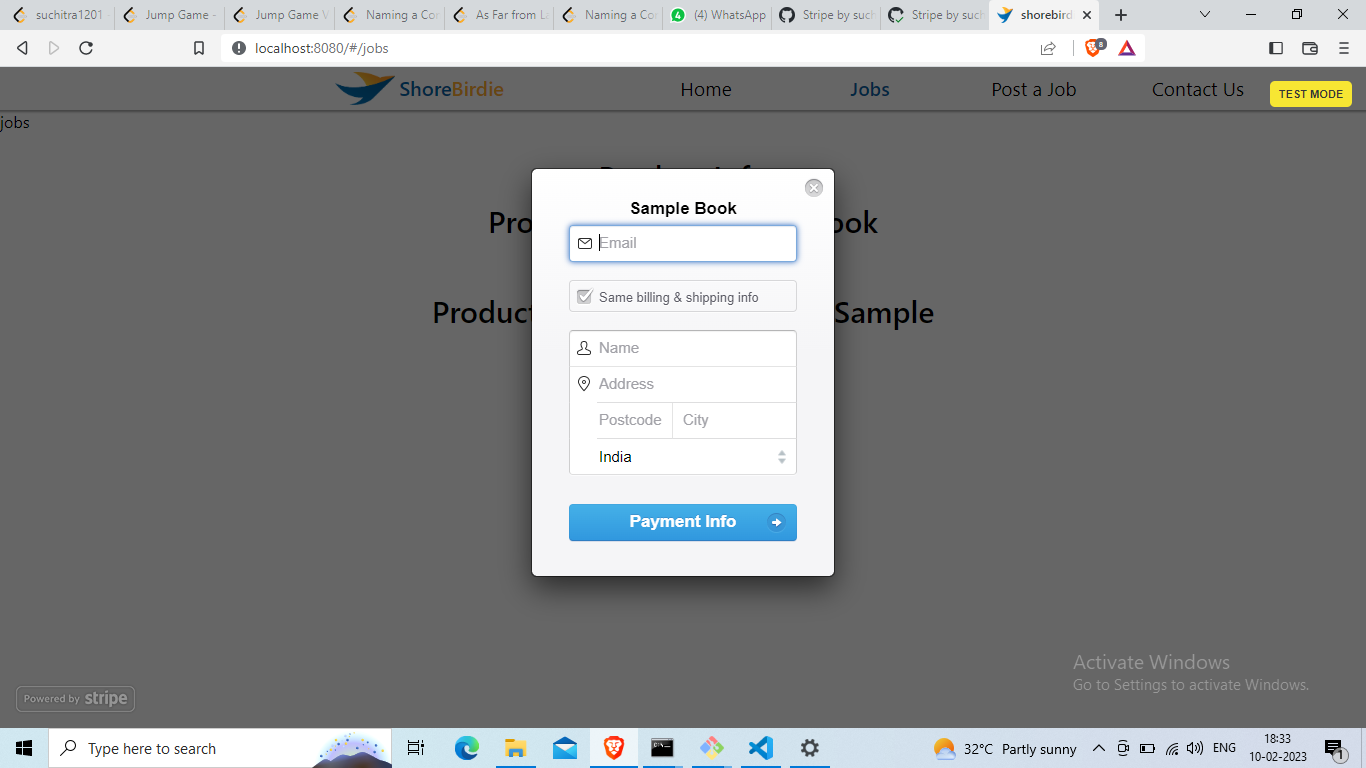 suchitra1201
Jump Game -
Jump Game V
Naming a Co
As Far from L
Naming a Co
(4) WhatsApp
Stripe by such
Stripe by such
shorebird
localhost:8080/#/jobs
8
ShoreBirdie
Home
Jobs
Post a Job
Contact Us
TEST MODE
jobs
Sample Book
Pro
ook
Email
Same billing & shipping info
Product
Sample
Name
Address
Postcode
City
India
Payment Info
Activate Windows
Go to Settings to activate Windows.
Powered by stripe
Type here to search
32°C Partly sunny
ENG
18:33
10-02-2023
1